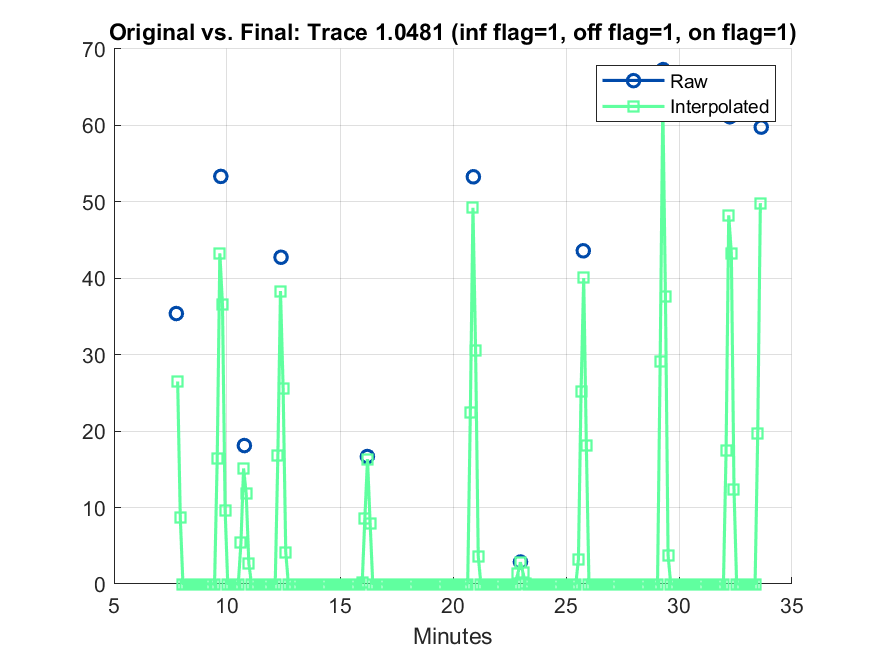 Original vs. Final: Trace 1.0481 (inf flag=1, off flag=1, on flag=1)
70
60
50
40
30
20
10
0
Raw
Interpolated
5 10 15 20 25 30 35
Minutes